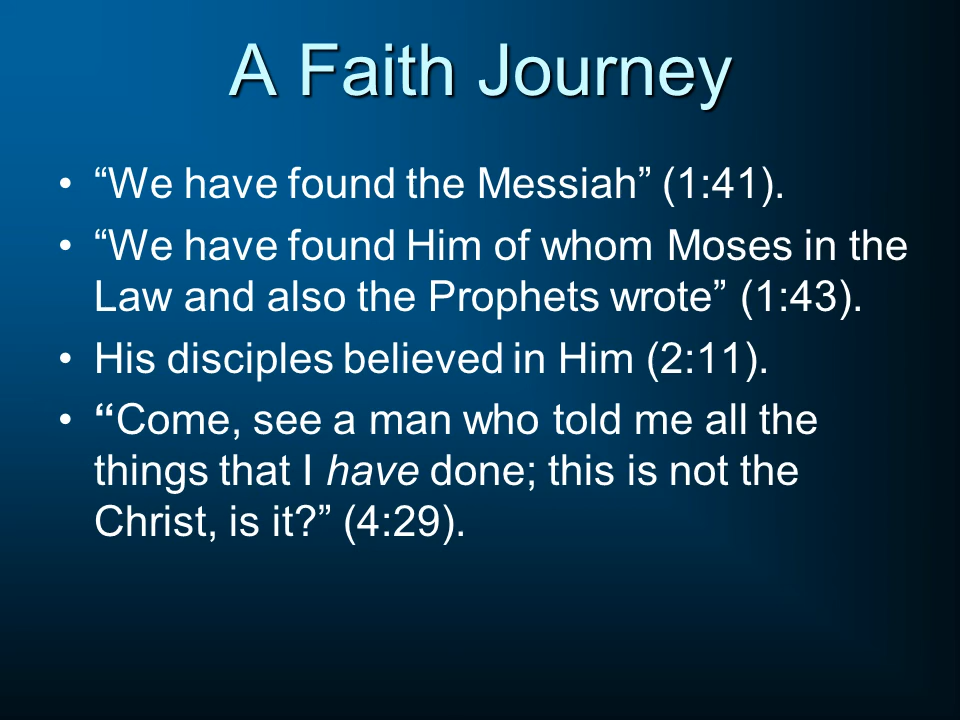 A Faith Journey
• “We have found the Messiah” (1:41).
• “We have found Him of whom Moses in the
Law and also the Prophets wrote” (1:43).
• His disciples believed in Him (2:11).
• “Come, see a man who told me all the
things that I have done; this is not the
Christ, is it?” (4:29).